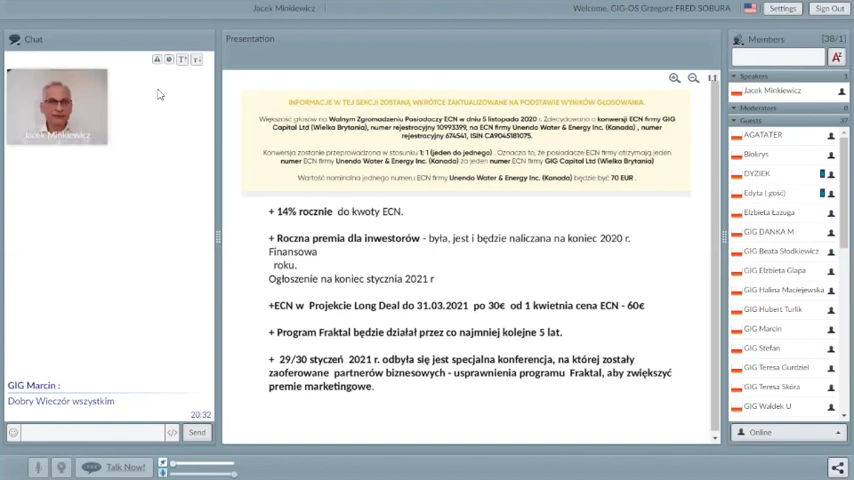 Jacek Minkiewicz
Welcome, GIG-OS Grzegorz FRED SOBURA
Settings
Sign Out
Chat
Jacek Minkiewicz
GIG Marcin :
Dobry Wieczór wszystkim
20:32
Send
Talk Now!
Presentation
1:1
INFORMACJE W TEJ SEKCJI ZOSTANĄ WKRÓTCE ZAKTUALIZOWANE NA PODSTAWIE WYNIKÓW GŁOSOWANIA.
Większość głosów na Walnym Zgromadzeniu Posiadaczy ECN w dniu 5 listopada 2020 r. Zdecydowano o konwersji ECN firmy GIG
Capital Ltd (Wielka Brytania), numer rejestracyjny 10993399, na ECN firmy Unendo Water & Energy Inc. (Kanada) , numer
rejestracyjny 674541, ISIN CA9045181075.
Konwersja zostanie przeprowadzona w stosunku 1: 1 (jeden do jednego) . Oznacza to, że posiadacze ECN firmy otrzymają jeden
numer ECN firmy Unendo Water & Energy Inc. (Kanada) za jeden numer ECN firmy GIG Capital Ltd (Wielka Brytania)
Wartość nominalna jednego numeru ECN firmy Unendo Water & Energy Inc. (Kanada) będzie być 70 EUR .
+ 14% rocznie do kwoty ECN.
+ Roczna premia dla inwestorów - była, jest i będzie naliczana na koniec 2020 r.
Finansowa
roku.
Ogłoszenie na koniec stycznia 2021 r
+ECN w Projekcie Long Deal do 31.03.2021 po 30€ od 1 kwietnia cena ECN - 60€
+ Program Fraktal będzie działał przez co najmniej kolejne 5 lat.
+ 29/30 styczeń 2021 r. odbyła się jest specjalna konferencja, na której zostały
zaoferowane partnerów biznesowych - usprawnienia programu Fraktal, aby zwiększyć
premie marketingowe.
Members
[38/1]
Speakers 1
Jacek Minkiewicz
Moderators
Guests 37
AGATATER
Biokrys
DYZIEK
Edyta ( gość)
Elzbieta Łazuga
GIG DANKA M
GIG Beata Słodkiewicz
GIG Elzbieta Glapa
GIG Halina Maciejewska
GIG Hubert Turlik
GIG Marcin
GIG Stefan
GIG Teresa Gurdziel
GIG Teresa Skóra
GIG Waldek U
Online